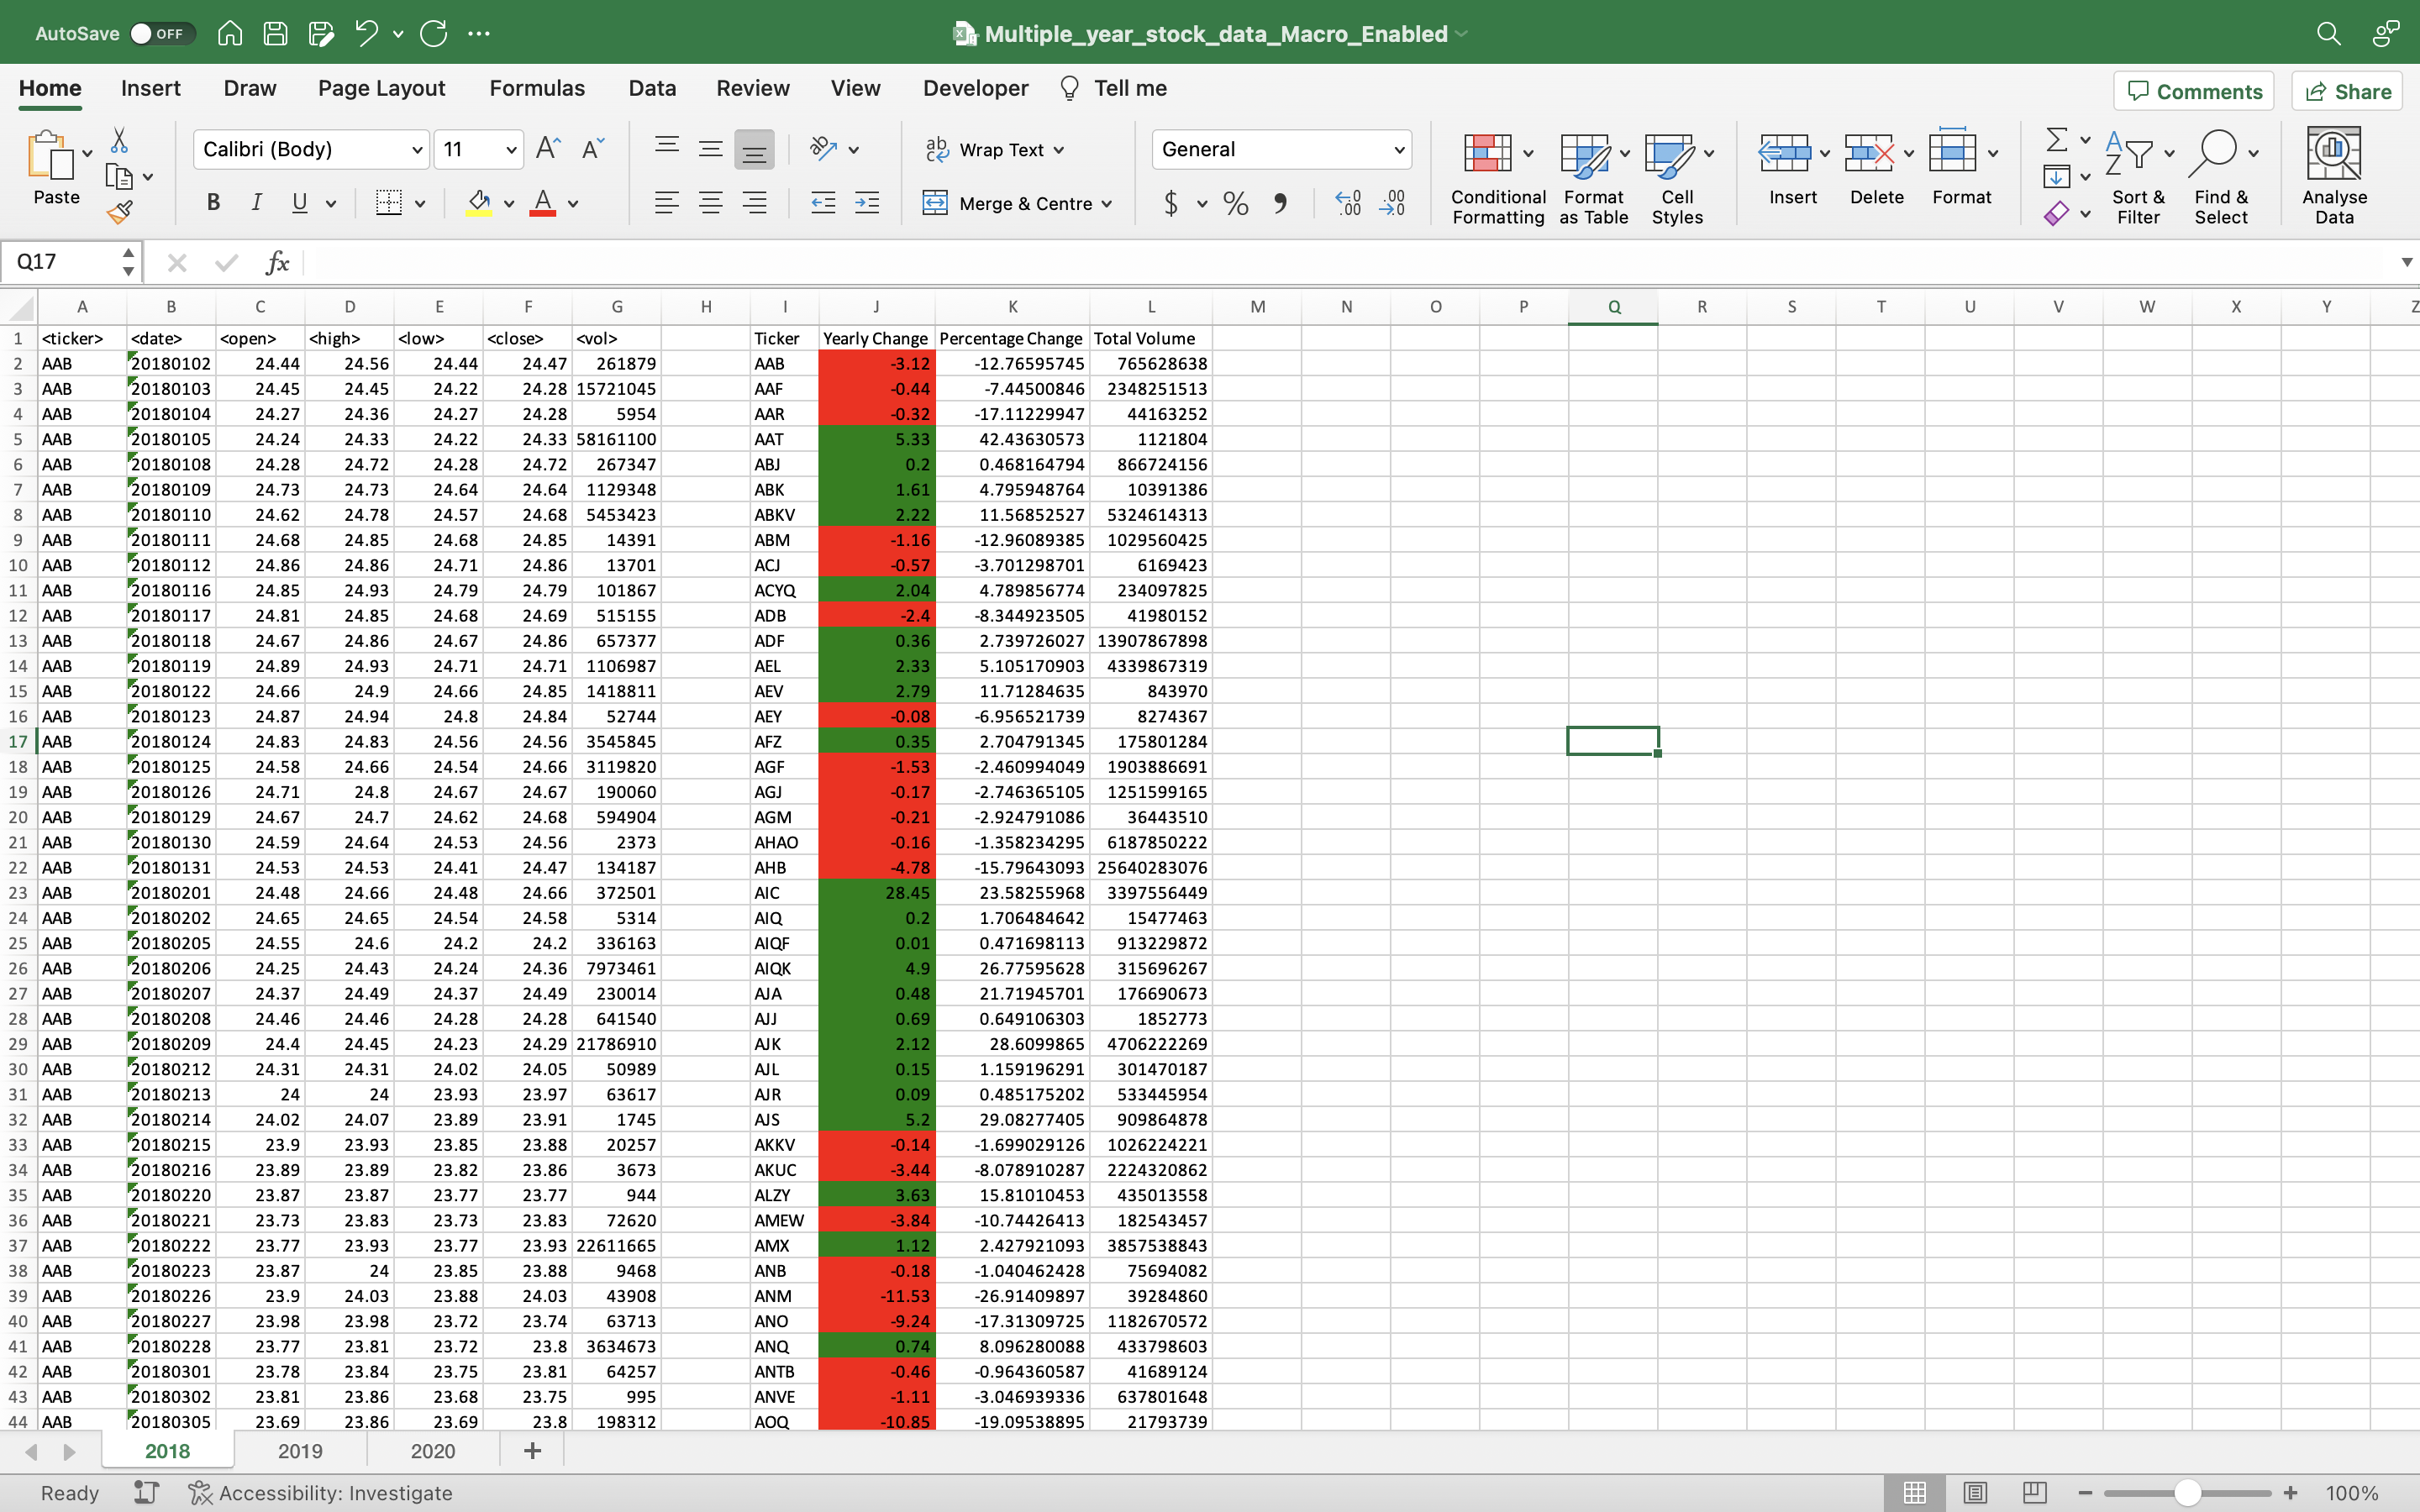 AutoSave OFF Multiple_year_stock_data_Macro_Enabled
Home Insert Draw Page Layout Formulas Data Review View Developer Tell me Comments Share
Paste Calibri (Body) 11 A^ A˅ ab Wrap Text General Conditional Formatting Format as Table Cell Styles Insert Delete Format Sort & Filter Find & Select Analyse Data
B I U A Merge & Centre $ % , .00 .0
Q17 fx
A B C D E F G H I J K L M N O P Q R S T U V W X Y Z
1 <ticker> <date> <open> <high> <low> <close> <vol> Ticker Yearly Change Percentage Change Total Volume
2 AAB 20180102 24.44 24.56 24.44 24.47 261879 AAB -3.12 -12.76595745 765628638
3 AAB 20180103 24.45 24.45 24.22 24.28 15721045 AAF -0.44 -7.44500846 2348251513
4 AAB 20180104 24.27 24.36 24.27 24.28 5954 AAR -0.32 -17.11229947 44163252
5 AAB 20180105 24.24 24.33 24.22 24.33 58161100 AAT 5.33 42.43630573 1121804
6 AAB 20180108 24.28 24.72 24.28 24.72 267347 ABJ 0.2 0.468164794 866724156
7 AAB 20180109 24.73 24.73 24.64 24.64 1129348 ABK 1.61 4.795948764 10391386
8 AAB 20180110 24.62 24.78 24.57 24.68 5453423 ABKV 2.22 11.56852527 5324614313
9 AAB 20180111 24.68 24.85 24.68 24.85 14391 ABM -1.16 -12.96089385 1029560425
10 AAB 20180112 24.86 24.86 24.71 24.86 13701 ACJ -0.57 -3.701298701 6169423
11 AAB 20180116 24.85 24.93 24.79 24.79 101867 ACYQ 2.04 4.789856774 234097825
12 AAB 20180117 24.81 24.85 24.68 24.69 515155 ADB -2.4 -8.344923505 41980152
13 AAB 20180118 24.67 24.86 24.67 24.86 657377 ADF 0.36 2.739726027 13907867898
14 AAB 20180119 24.89 24.93 24.71 24.71 1106987 AEL 2.33 5.105170903 4339867319
15 AAB 20180122 24.66 24.9 24.66 24.85 1418811 AEV 2.79 11.71284635 843970
16 AAB 20180123 24.87 24.94 24.8 24.84 52744 AEY -0.08 -6.956521739 8274367
17 AAB 20180124 24.83 24.83 24.56 24.56 3545845 AFZ 0.35 2.704791345 175801284
18 AAB 20180125 24.58 24.66 24.54 24.66 3119820 AGF -1.53 -2.460994049 1903886691
19 AAB 20180126 24.71 24.8 24.67 24.67 190060 AGJ -0.17 -2.746365105 1251599165
20 AAB 20180129 24.67 24.7 24.62 24.68 594904 AGM -0.21 -2.924791086 36443510
21 AAB 20180130 24.59 24.64 24.53 24.56 2373 AHAO -0.16 -1.358234295 6187850222
22 AAB 20180131 24.53 24.53 24.41 24.47 134187 AHB -4.78 -15.79643093 25640283076
23 AAB 20180201 24.48 24.66 24.48 24.66 372501 AIC 28.45 23.58255968 3397556449
24 AAB 20180202 24.65 24.65 24.54 24.58 5314 AIQ 0.2 1.706484642 15477463
25 AAB 20180205 24.55 24.6 24.2 24.2 336163 AIQF 0.01 0.471698113 913229872
26 AAB 20180206 24.25 24.43 24.24 24.36 7973461 AIQK 4.9 26.77595628 315696267
27 AAB 20180207 24.37 24.49 24.37 24.49 230014 AJA 0.48 21.71945701 176690673
28 AAB 20180208 24.46 24.46 24.28 24.28 641540 AJJ 0.69 0.649106303 1852773
29 AAB 20180209 24.4 24.45 24.23 24.29 21786910 AJK 2.12 28.6099865 4706222269
30 AAB 20180212 24.31 24.31 24.02 24.05 50989 AJL 0.15 1.159196291 301470187
31 AAB 20180213 24 24 23.93 23.97 63617 AJR 0.09 0.485175202 533445954
32 AAB 20180214 24.02 24.07 23.89 23.91 1745 AJS 5.2 29.08277405 909864878
33 AAB 20180215 23.9 23.93 23.85 23.88 20257 AKKV -0.14 -1.699029126 1026224221
34 AAB 20180216 23.89 23.89 23.82 23.86 3673 AKUC -3.44 -8.078910287 2224320862
35 AAB 20180220 23.87 23.87 23.77 23.77 944 ALZY 3.63 15.81010453 435013558
36 AAB 20180221 23.73 23.83 23.73 23.83 72620 AMEW -3.84 -10.74426413 182543457
37 AAB 20180222 23.77 23.93 23.77 23.93 22611665 AMX 1.12 2.427921093 3857538843
38 AAB 20180223 23.87 24 23.85 23.88 9468 ANB -0.18 -1.040462428 75694082
39 AAB 20180226 23.9 24.03 23.88 24.03 43908 ANM -11.53 -26.91409897 39284860
40 AAB 20180227 23.98 23.98 23.72 23.74 63713 ANO -9.24 -17.31309725 1182670572
41 AAB 20180228 23.77 23.81 23.72 23.8 3634673 ANQ 0.74 8.096280088 433798603
42 AAB 20180301 23.78 23.84 23.75 23.81 64257 ANTB -0.46 -0.964360587 41689124
43 AAB 20180302 23.81 23.86 23.68 23.75 995 ANVE -1.11 -3.046939336 637801648
44 AAB 20180305 23.69 23.86 23.69 23.8 198312 AOQ -10.85 -19.09538895 21793739
2018 2019 2020 +
Ready Accessibility: Investigate 100%